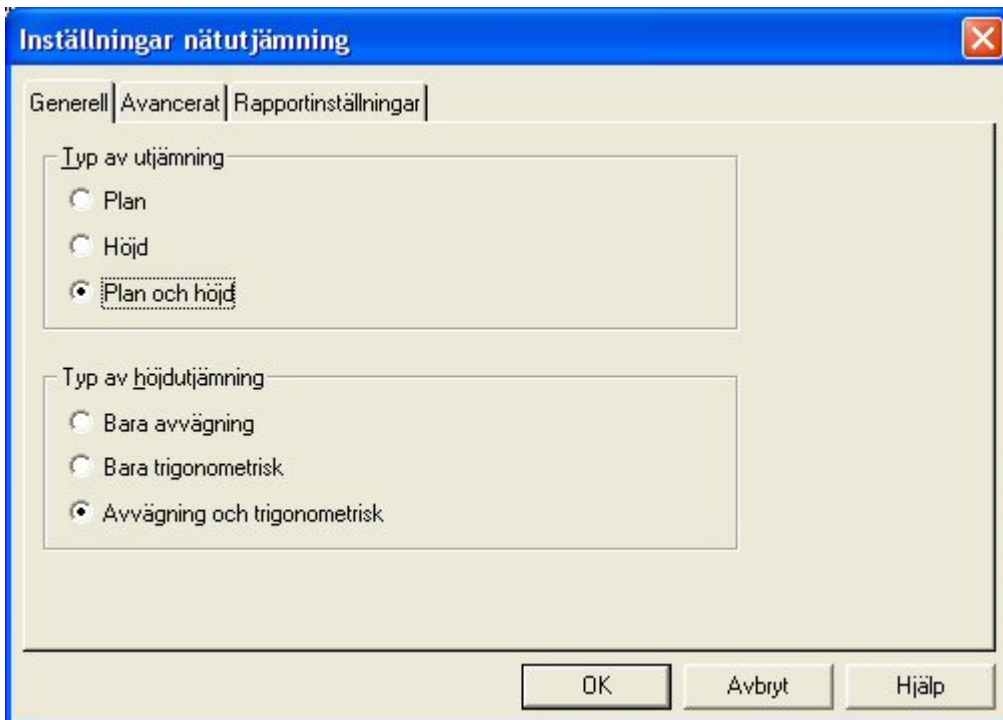 Inställningar nätutjämning
Generell Avancerat Rapportinställningar
Typ av utjämning
Plan
Höjd
Plan och höjd
Typ av höjdutjämning
Bara avvägning
Bara trigonometrisk
Avvägning och trigonometrisk
OK Avbryt Hjälp